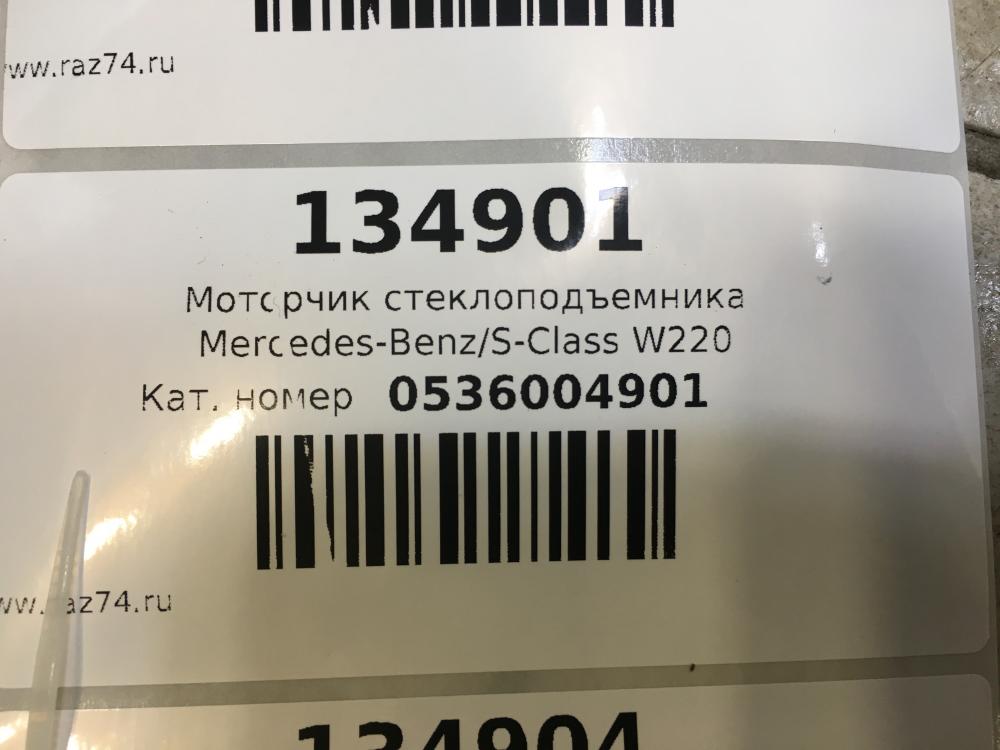 www.raz74.ru
134901
Моторчик стеклоподъемника
Mercedes-Benz/S-Class W220
Кат. номер 0536004901
www.raz74.ru
134904